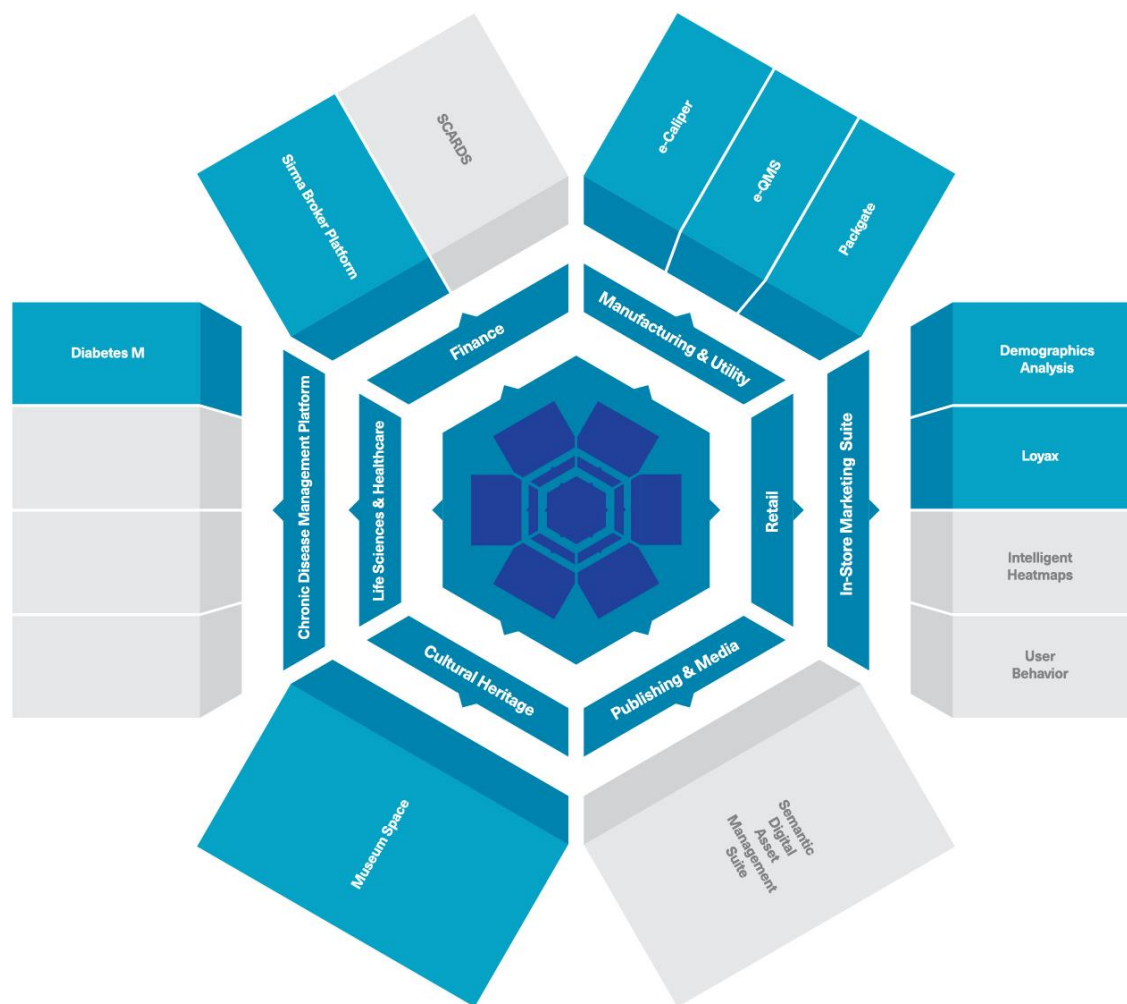 SCARDS
Sirma Broker Platform
e-Caliper
e-QMS
Packgate
Finance
Manufacturing & Utility
Diabetes M
Chronic Disease Management Platform
Life Sciences & Healthcare
Retail
In-Store Marketing Suite
Demographics
Analysis
Loyax
Intelligent
Heatmaps
User
Behavior
Cultural Heritage
Publishing & Media
Museum Space
Semantic
Digital
Asset
Management
Suite